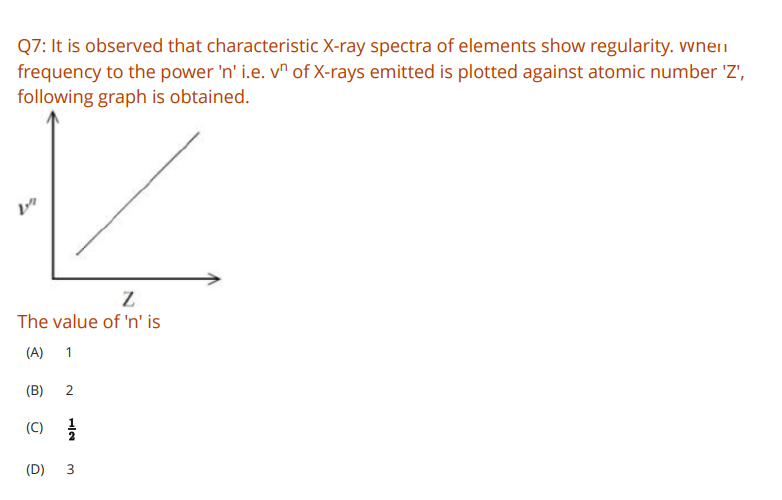 Q7: It is observed that characteristic X-ray spectra of elements show regularity. When
frequency to the power 'n' i.e. νⁿ of X-rays emitted is plotted against atomic number 'Z',
following graph is obtained.
νⁿ
Z
The value of 'n' is
(A) 1
(B) 2
(C) 1/2
(D) 3